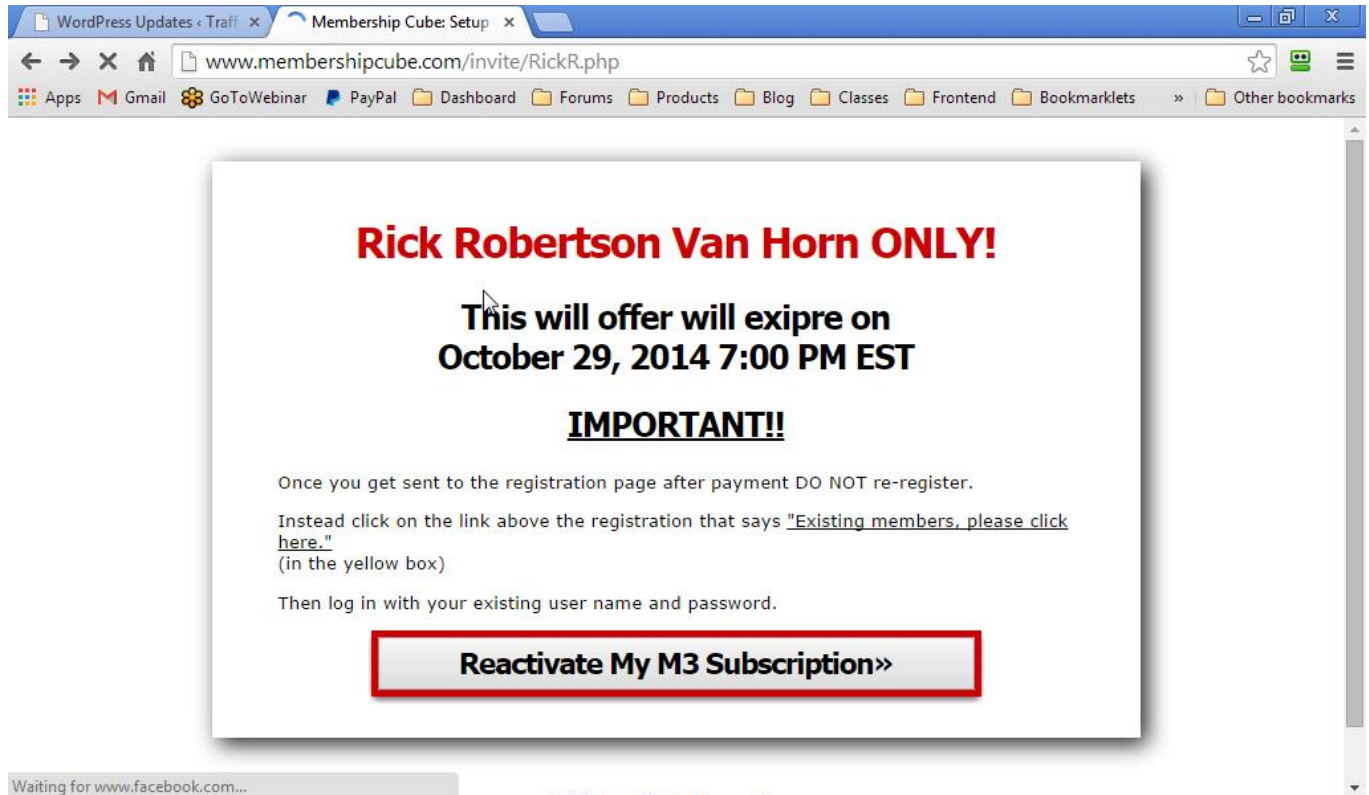 WordPress Updates ‹ Traff
Membership Cube: Setup
www.membershipcube.com/invite/RickR.php
Apps Gmail GoToWebinar PayPal Dashboard Forums Products Blog Classes Frontend Bookmarklets » Other bookmarks
Rick Robertson Van Horn ONLY!
This will offer will exipre on
October 29, 2014 7:00 PM EST
IMPORTANT!!
Once you get sent to the registration page after payment DO NOT re-register.
Instead click on the link above the registration that says "Existing members, please click
here."
(in the yellow box)
Then log in with your existing user name and password.
Reactivate My M3 Subscription»
Waiting for www.facebook.com...